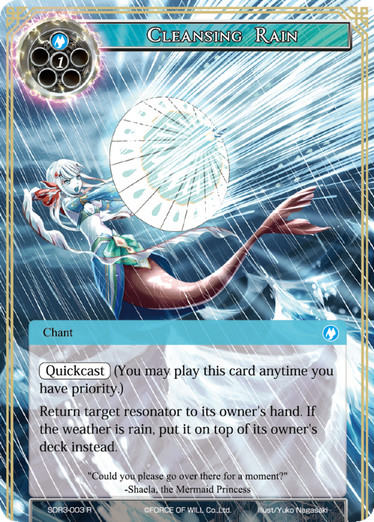 Cleansing Rain
1
Chant
Quickcast (You may play this card anytime you
have priority.)
Return target resonator to its owner's hand. If
the weather is rain, put it on top of its owner's
deck instead.
"Could you please go over there for a moment?"
-Shaela, the Mermaid Princess
SDR3-003 R ©FORCE OF WILL Co.,Ltd. Illust/Yuko Nagasaki